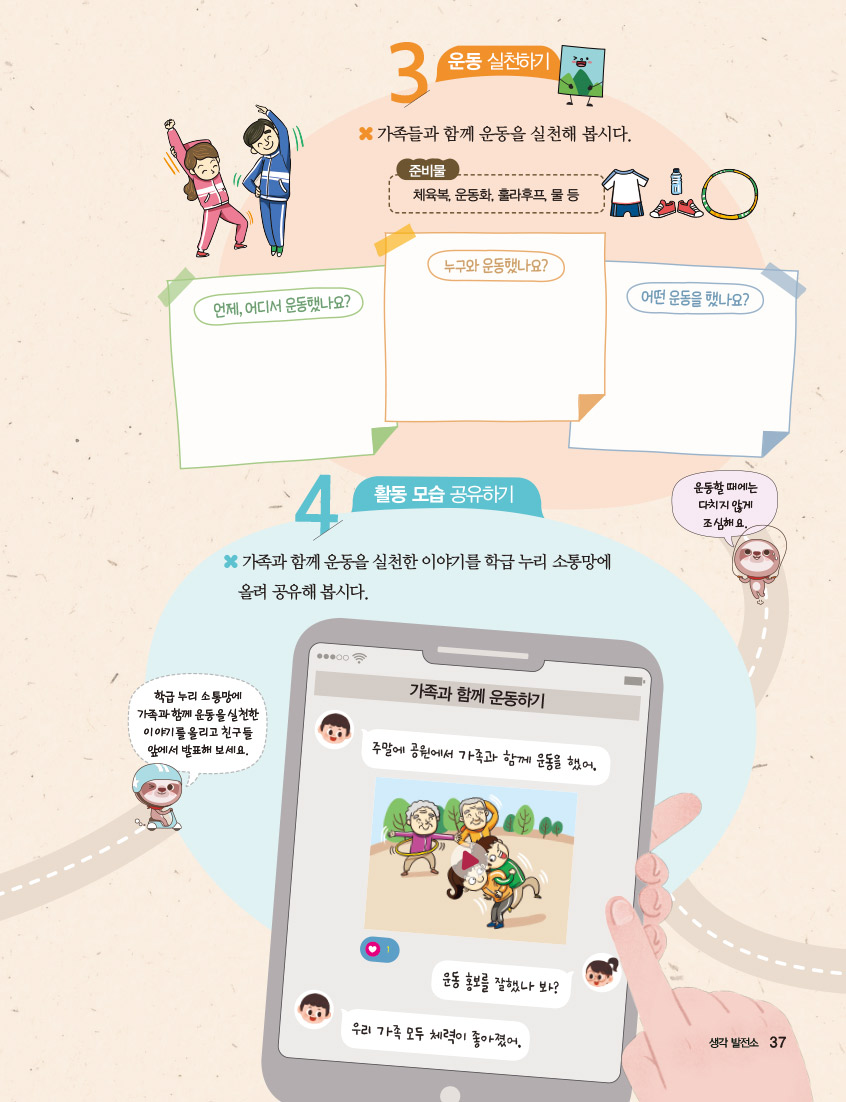 3 운동 실천하기
가족들과 함께 운동을 실천해 봅시다.
준비물
체육복, 운동화, 훌라후프, 물 등
언제, 어디서 운동했나요?
누구와 운동했나요?
어떤 운동을 했나요?
4 활동 모습 공유하기
운동할 때에는
다치지 않게
조심해요.
가족과 함께 운동을 실천한 이야기를 학급 누리 소통망에
올려 공유해 봅시다.
학급 누리 소통망에
가족과 함께 운동을 실천한
이야기를 올리고 친구들
앞에서 발표해 보세요.
가족과 함께 운동하기
주말에 공원에서 가족과 함께 운동을 했어.
1
운동 홍보를 잘했나 봐?
우리 가족 모두 체력이 좋아졌어.
생각 발전소 37